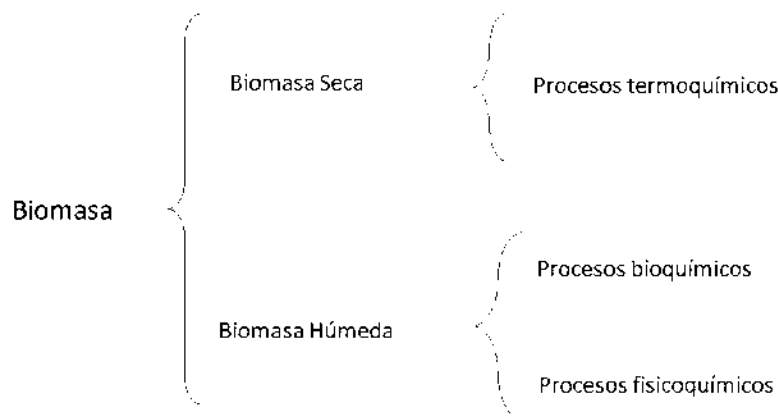 Biomasa
Biomasa Seca
Procesos termoquímicos
Biomasa Húmeda
Procesos bioquímicos
Procesos fisicoquímicos